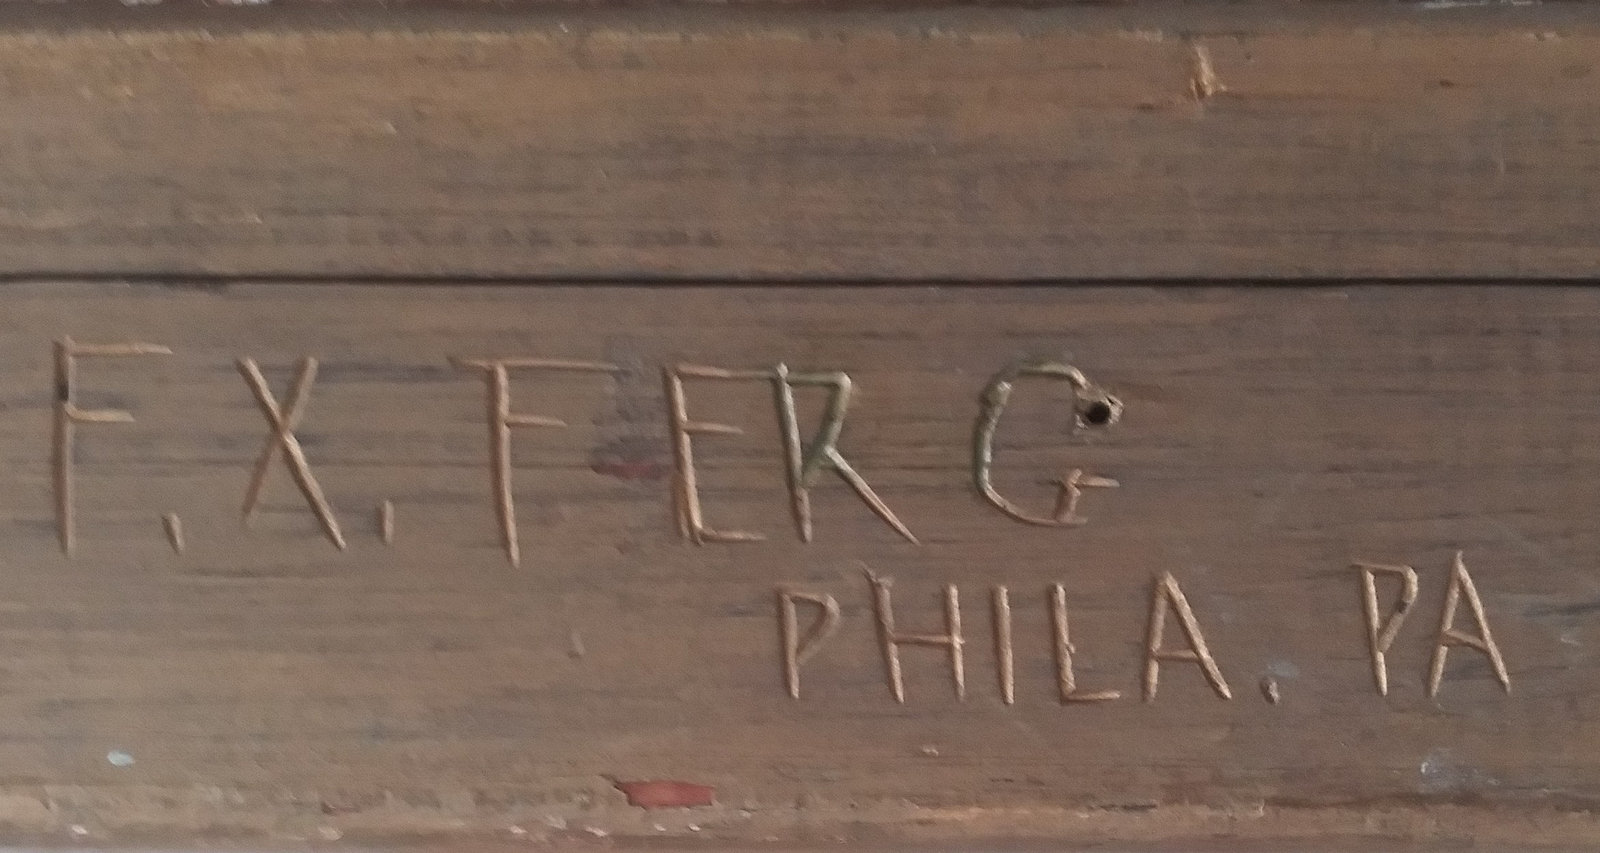 F. X. FERG
PHILA. PA